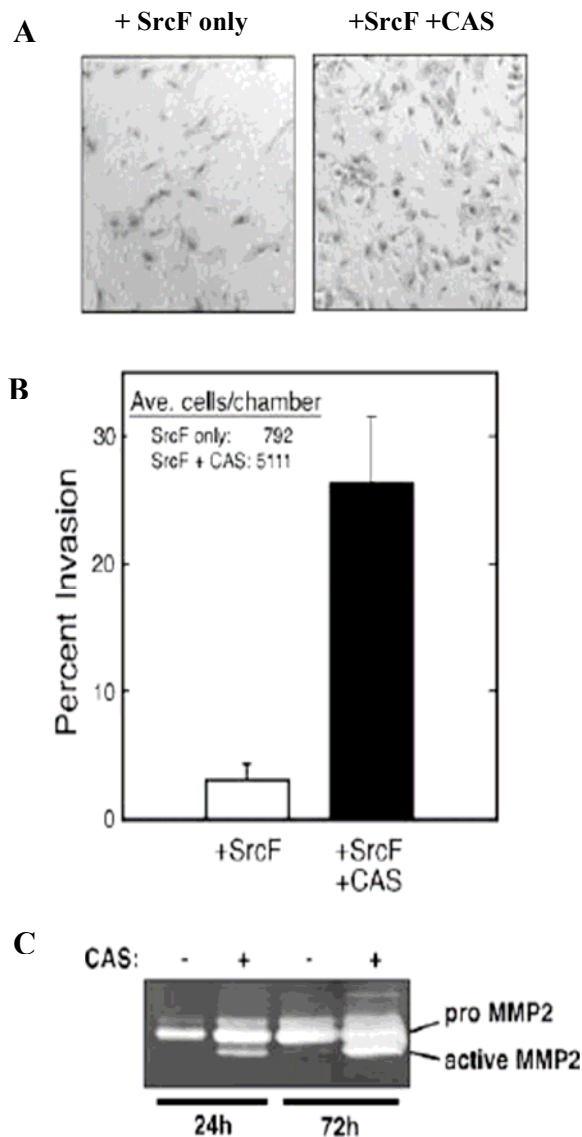 A
+ SrcF only +SrcF +CAS
B
Ave. cells/chamber
SrcF only: 792
SrcF + CAS: 5111
Percent Invasion
30
20
10
0
+SrcF +SrcF
+CAS
C
CAS: - + - +
pro MMP2
active MMP2
24h 72h